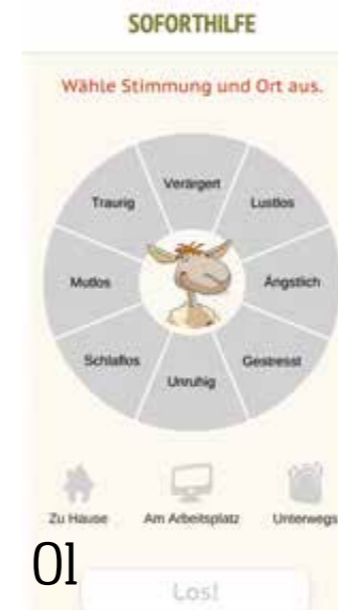 SOFORTHILFE
Wähle Stimmung und Ort aus.
Verärgert
Traurig
Lustlos
Mutlos
Ängstlich
Schlaflos
Gestresst
Unruhig
Zu Hause
Am Arbeitsplatz
Unterwegs
01
Los!